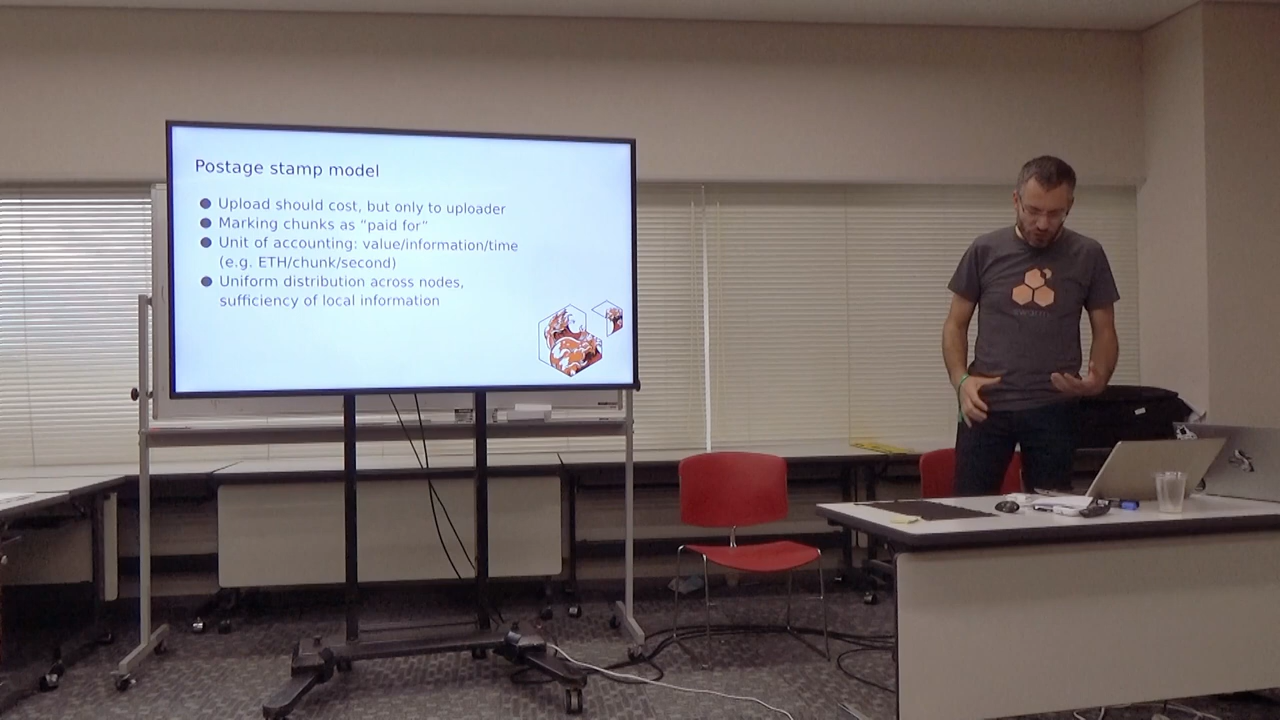 Postage stamp model
● Upload should cost, but only to uploader
● Marking chunks as “paid for“
● Unit of accounting: value/information/time
(e.g. ETH/chunk/second)
● Uniform distribution across nodes,
sufficiency of local information
swarm